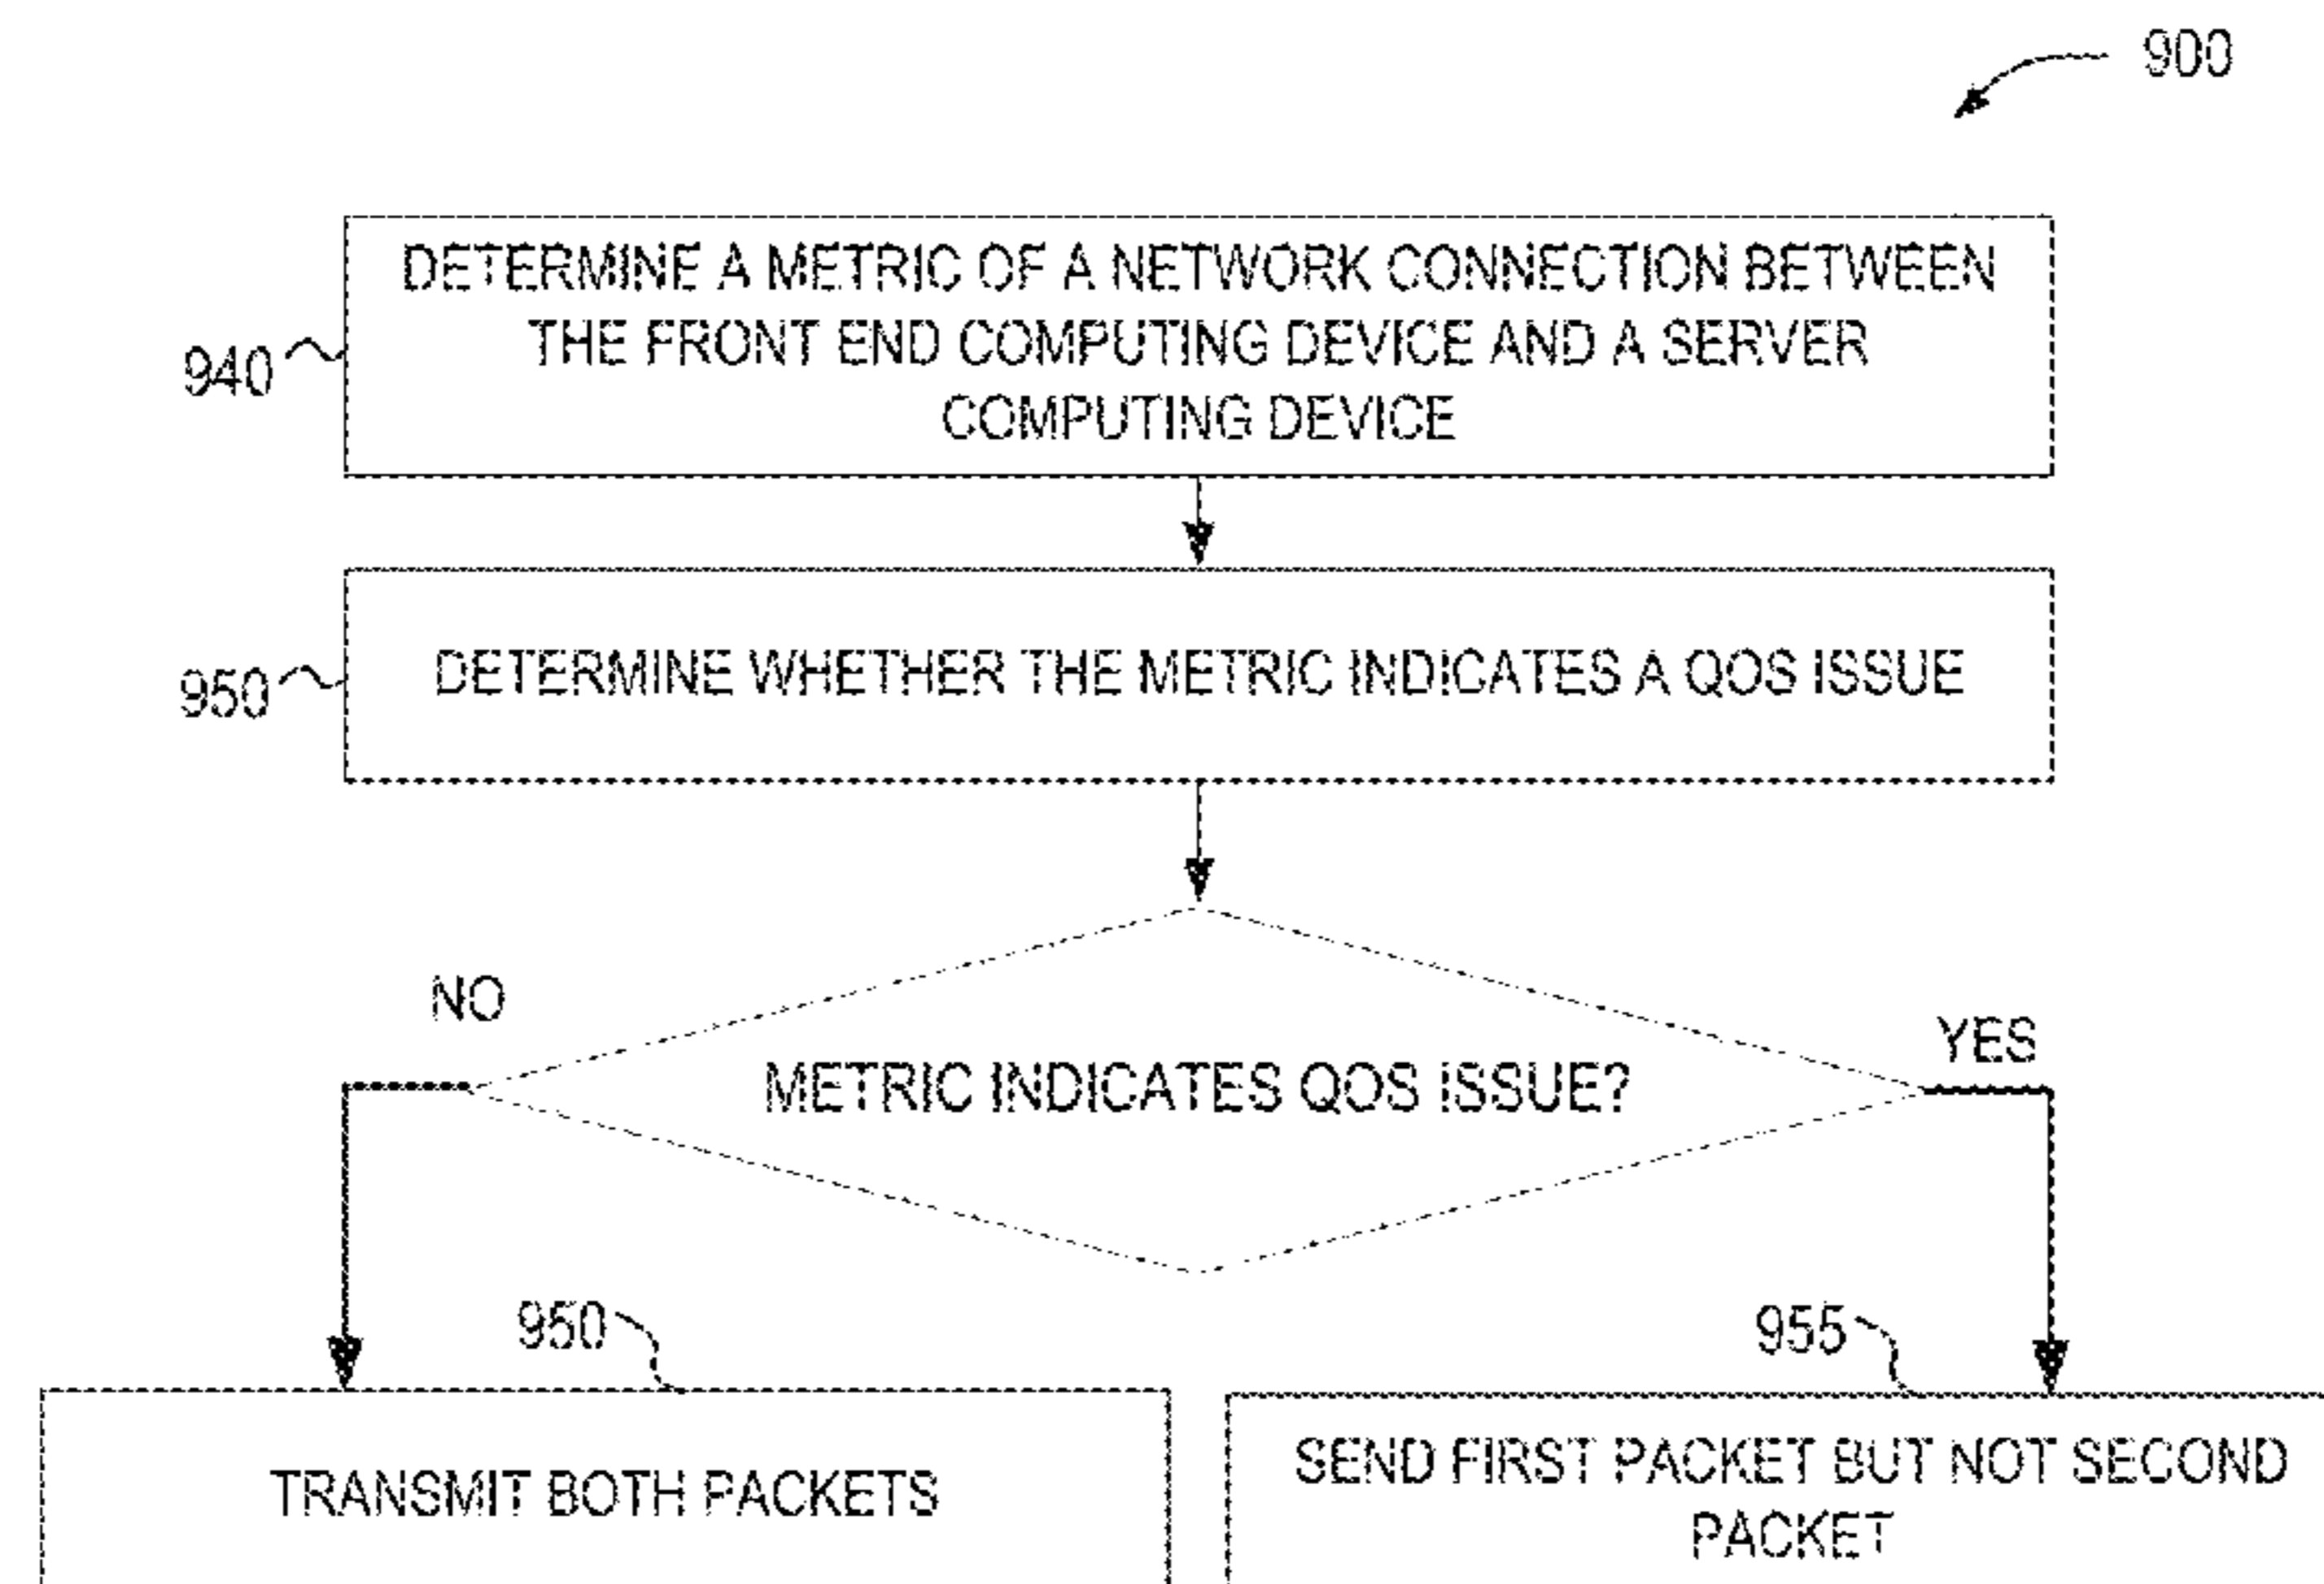 900
DETERMINE A METRIC OF A NETWORK CONNECTION BETWEEN
THE FRONT END COMPUTING DEVICE AND A SERVER
COMPUTING DEVICE
940
DETERMINE WHETHER THE METRIC INDICATES A QOS ISSUE
950
NO
YES
METRIC INDICATES QOS ISSUE?
950
955
TRANSMIT BOTH PACKETS
SEND FIRST PACKET BUT NOT SECOND
PACKET